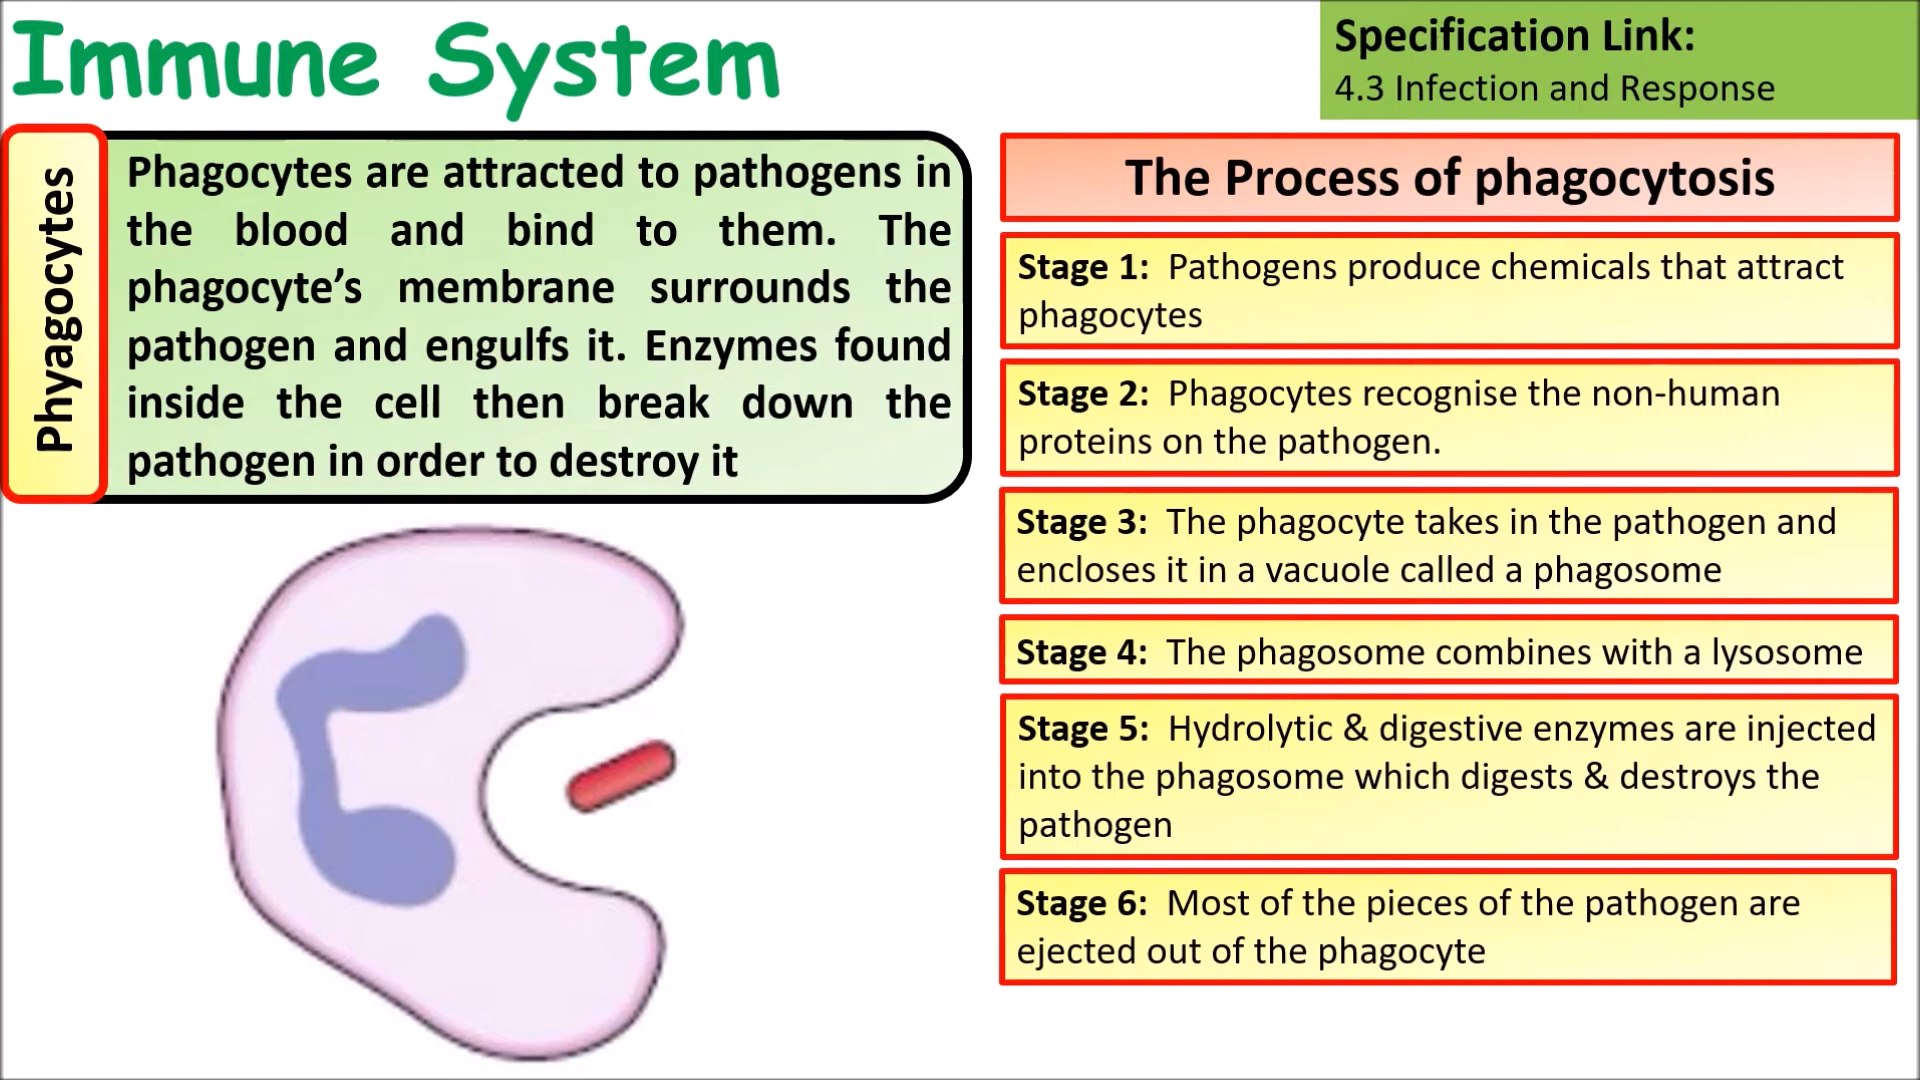 Immune System
Specification Link:
4.3 Infection and Response
Phyagocytes
Phagocytes are attracted to pathogens in
the blood and bind to them. The
phagocyte’s membrane surrounds the
pathogen and engulfs it. Enzymes found
inside the cell then break down the
pathogen in order to destroy it
The Process of phagocytosis
Stage 1: Pathogens produce chemicals that attract
phagocytes
Stage 2: Phagocytes recognise the non-human
proteins on the pathogen.
Stage 3: The phagocyte takes in the pathogen and
encloses it in a vacuole called a phagosome
Stage 4: The phagosome combines with a lysosome
Stage 5: Hydrolytic & digestive enzymes are injected
into the phagosome which digests & destroys the
pathogen
Stage 6: Most of the pieces of the pathogen are
ejected out of the phagocyte